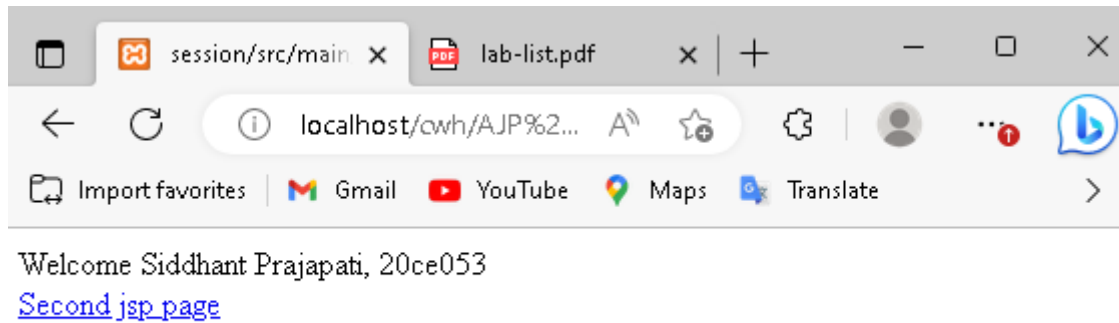 session/src/main
PDF
lab-list.pdf
localhost/cwh/AJP%2...
A
Import favorites
Gmail
YouTube
Maps
Translate
Welcome Siddhant Prajapati, 20ce053
Second jsp page